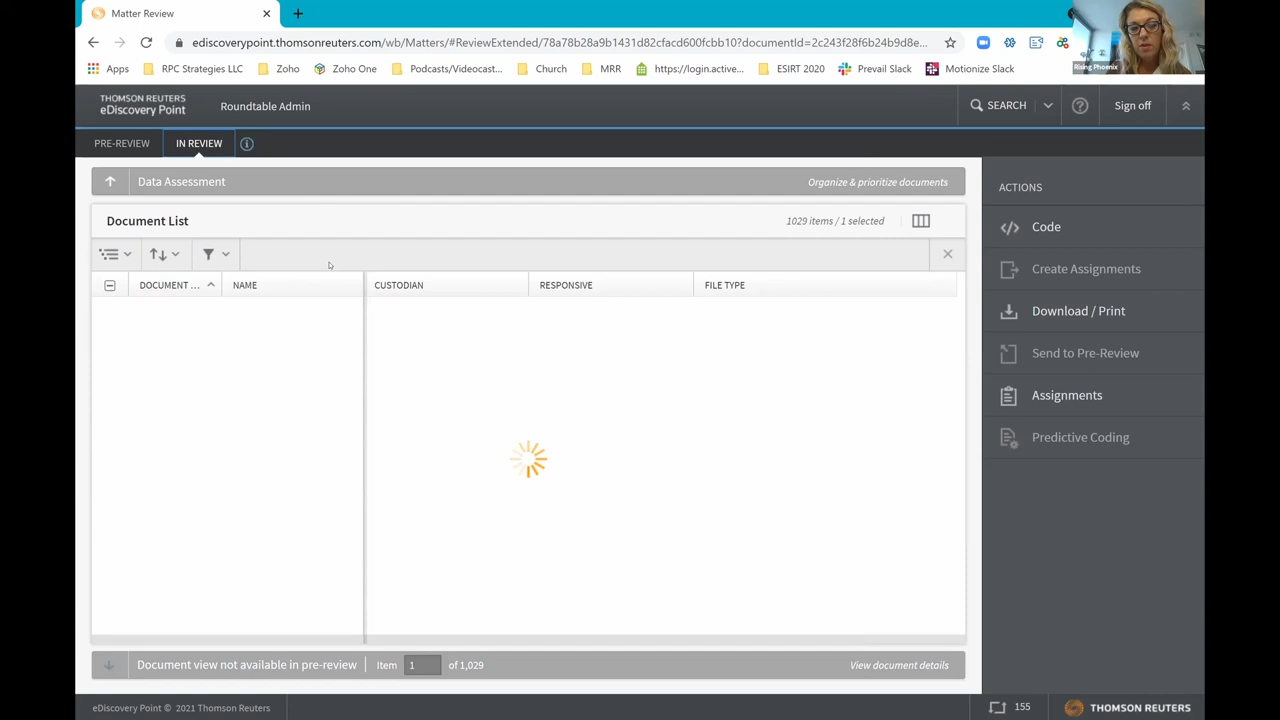 Matter Review
ediscoverypoint.thomsonreuters.com/wb/Matters/#ReviewExtended/78a78b28a9b1431d82cfacd600fcbb10?documentId=2c243f28f6b24b9d8e...
Apps RPC Strategies LLC Zoho Zoho One Podcasts/Videocast... Church MRR https://login.active... ESIRT 2020 Prevail Slack Motionize Slack
Rising Phoenix
THOMSON REUTERS
eDiscovery Point
Roundtable Admin
SEARCH
Sign off
PRE-REVIEW
IN REVIEW
Data Assessment
Organize & prioritize documents
Document List
1029 items / 1 selected
DOCUMENT ... NAME CUSTODIAN RESPONSIVE FILE TYPE
Document view not available in pre-review Item 1 of 1,029 View document details
ACTIONS
Code
Create Assignments
Download / Print
Send to Pre-Review
Assignments
Predictive Coding
eDiscovery Point © 2021 Thomson Reuters
155
THOMSON REUTERS